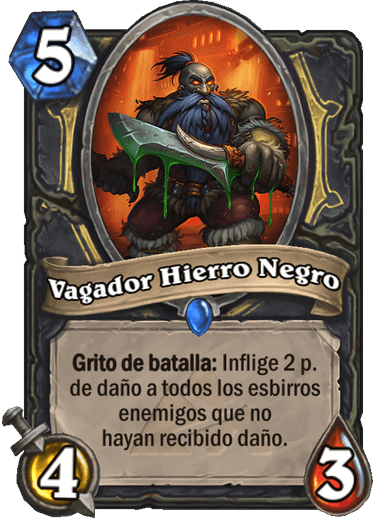 5
Vagador Hierro Negro
Grito de batalla: Inflige 2 p.
de daño a todos los esbirros
enemigos que no
hayan recibido daño.
4
3